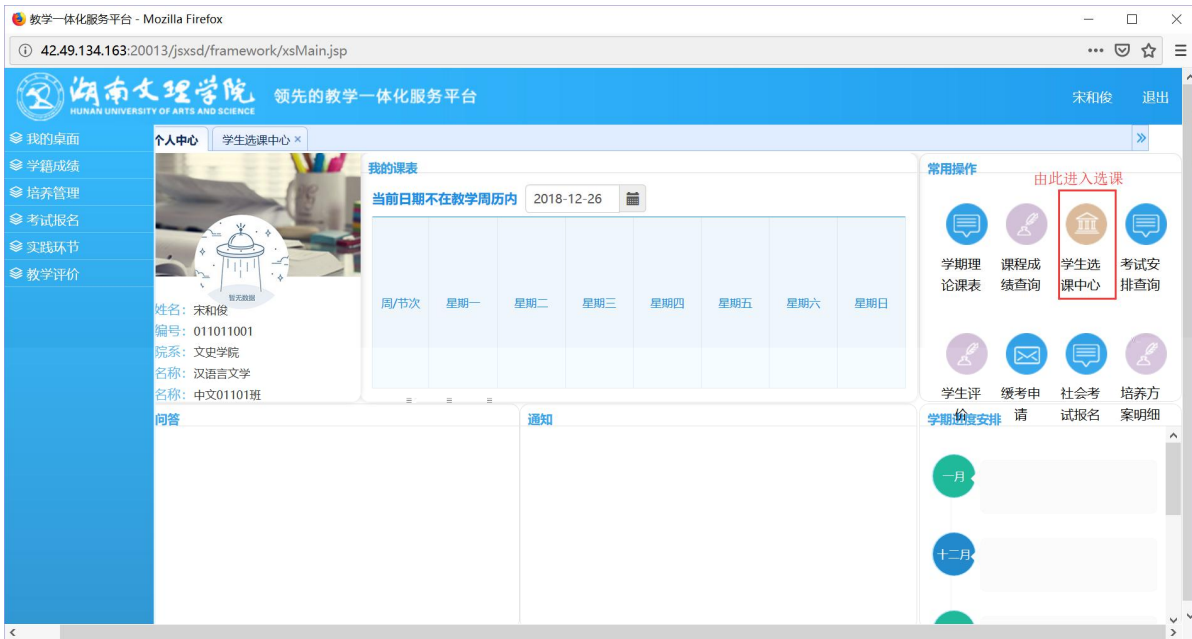 教学一体化服务平台 - Mozilla Firefox
42.49.134.163:20013/jsxsd/framework/xsMain.jsp
湖南文理学院
HUNAN UNIVERSITY OF ARTS AND SCIENCE
领先的教学一体化服务平台
宋和俊 退出
我的桌面
学籍成绩
培养管理
考试报名
实践环节
教学评价
个人中心 学生选课中心 ×
暂无数据
姓名：宋和俊
编号：011011001
院系：文史学院
名称：汉语言文学
名称：中文01101班
我的课表
当前日期不在教学周历内 2018-12-26
周/节次 星期一 星期二 星期三 星期四 星期五 星期六 星期日
常用操作
由此进入选课
学期理论课表
课程成绩查询
学生选课中心
考试安排查询
学生评价
缓考申请
社会考试报名
培养方案明细
问答
通知
学期进度安排
一月
十二月